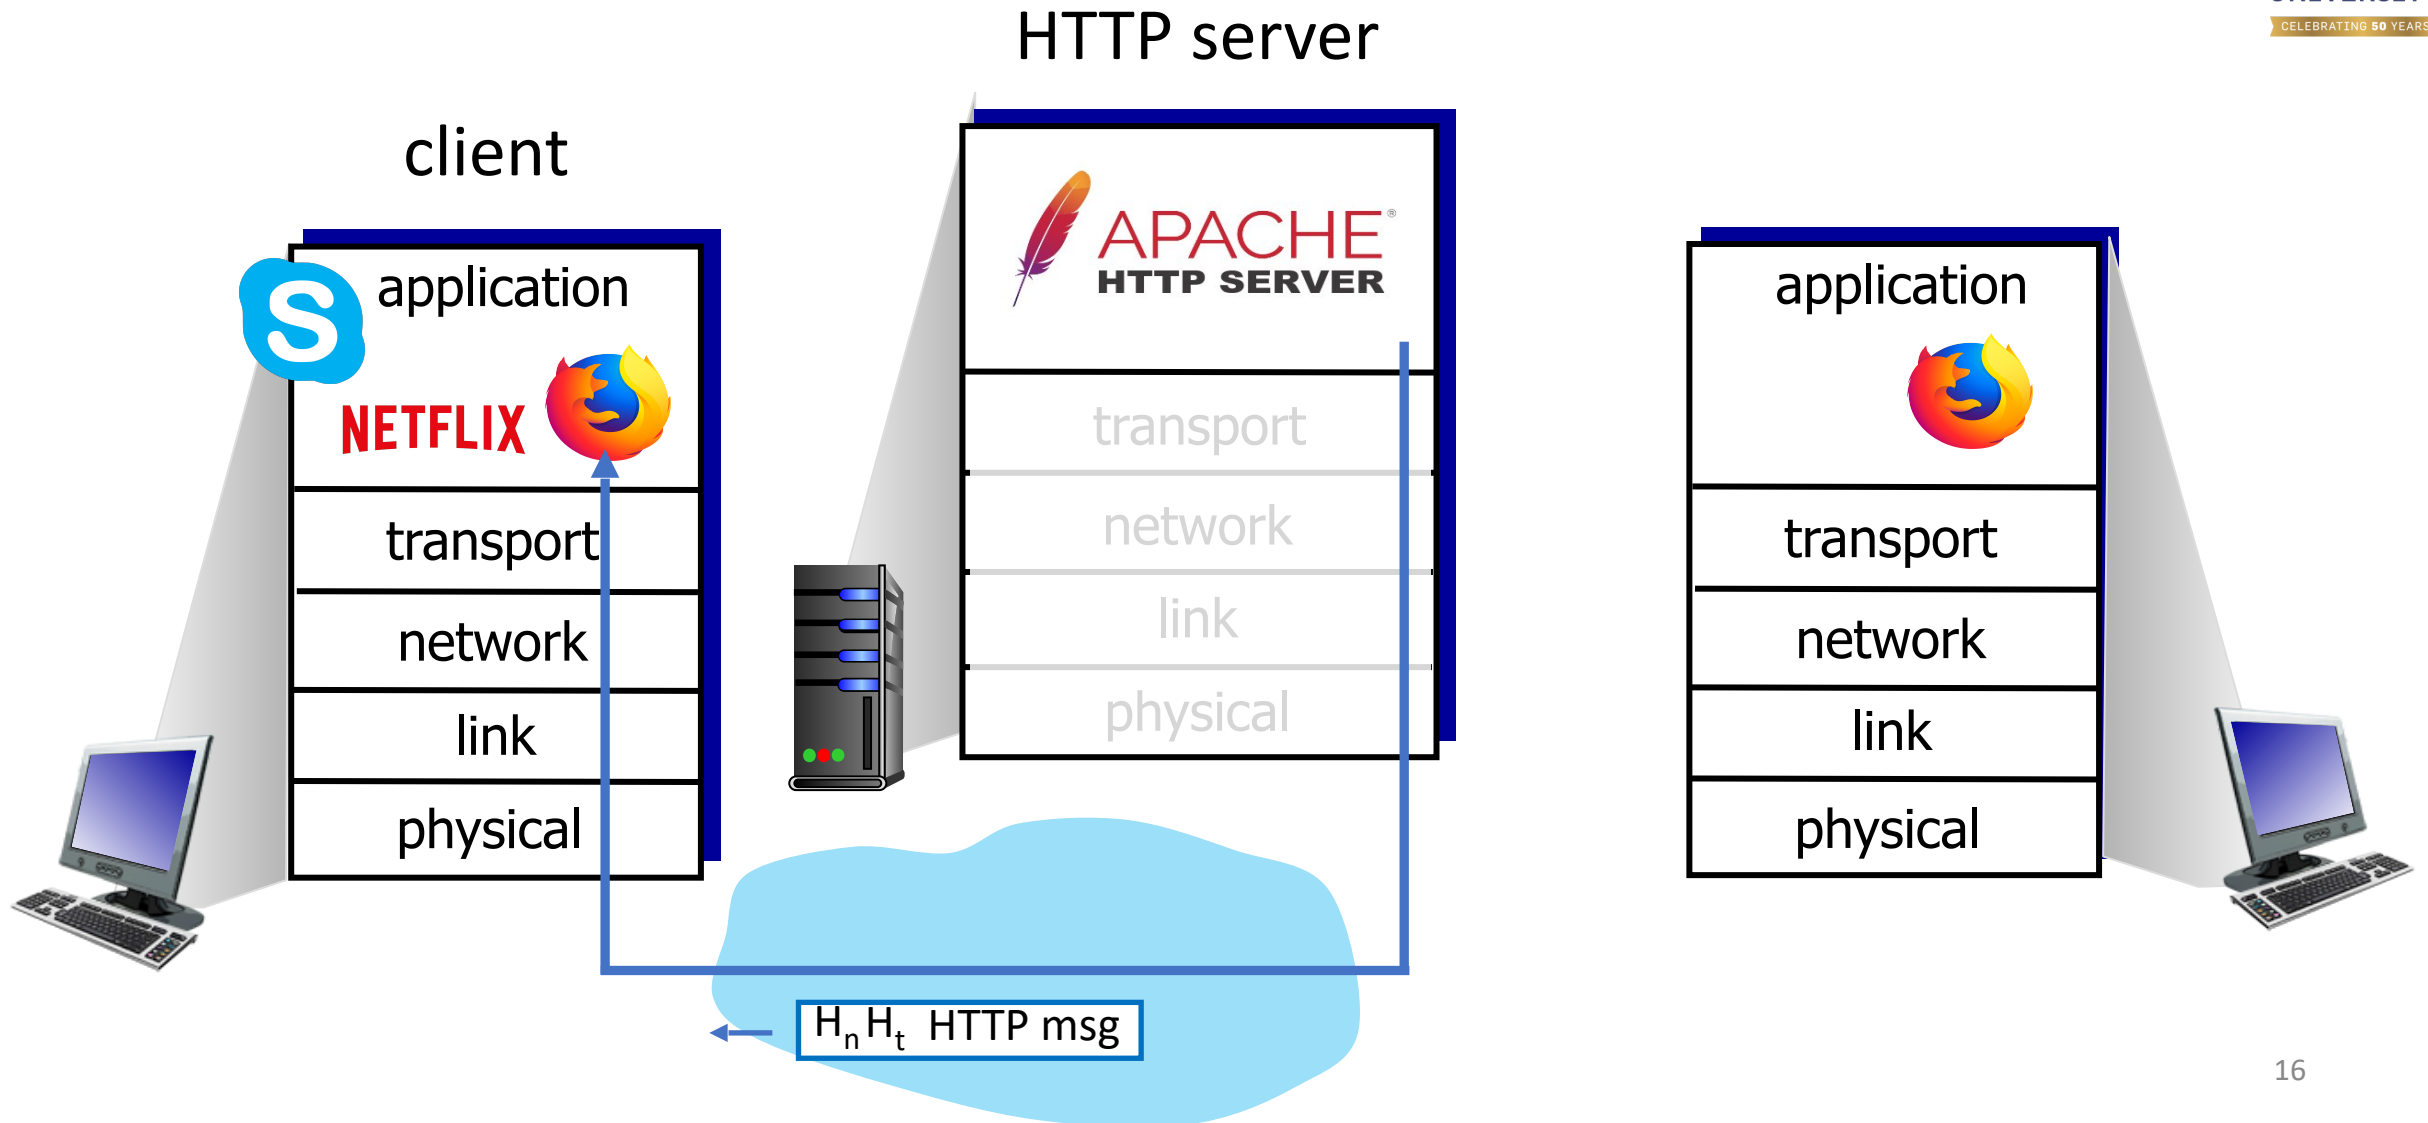 HTTP server
CELEBRATING 50 YEARS
client
application
NETFLIX
transport
network
link
physical
APACHE®
HTTP SERVER
transport
network
link
physical
application
transport
network
link
physical
HnHt HTTP msg
16